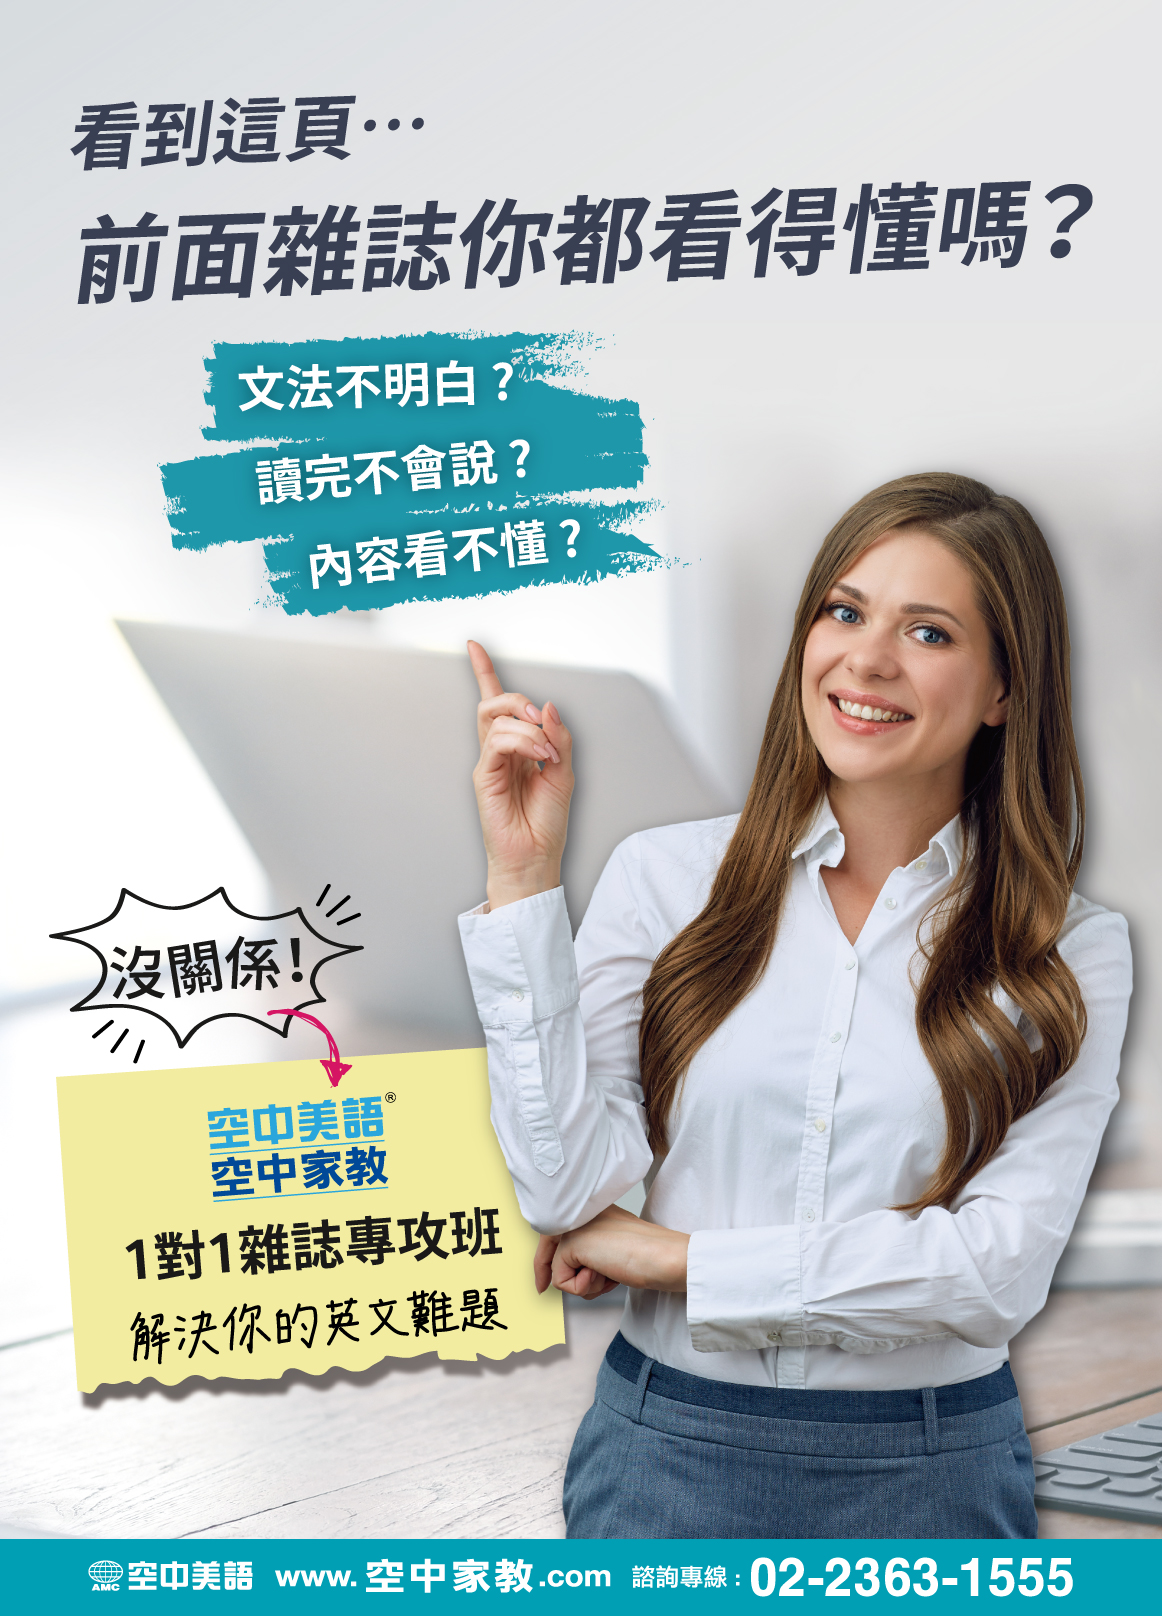 看到這頁…
前面雜誌你都看得懂嗎？
文法不明白？
讀完不會說？
內容看不懂？
沒關係！
空中美語®
空中家教
1對1雜誌專攻班
解決你的英文難題
AMC 空中美語 www.空中家教.com 諮詢專線：02-2363-1555